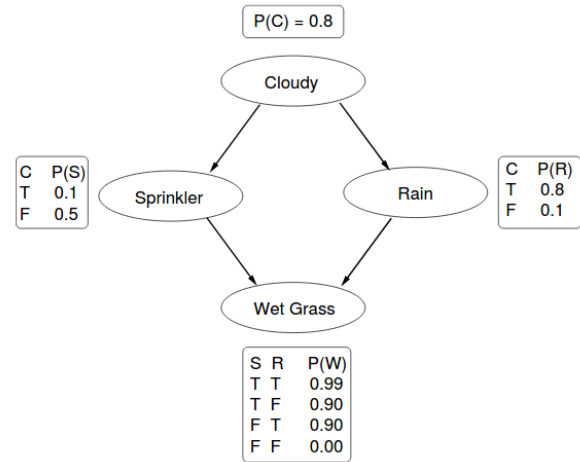 P(C) = 0.8
Cloudy
C P(S)
T 0.1
F 0.5
Sprinkler
Rain
C P(R)
T 0.8
F 0.1
Wet Grass
S R P(W)
T T 0.99
T F 0.90
F T 0.90
F F 0.00